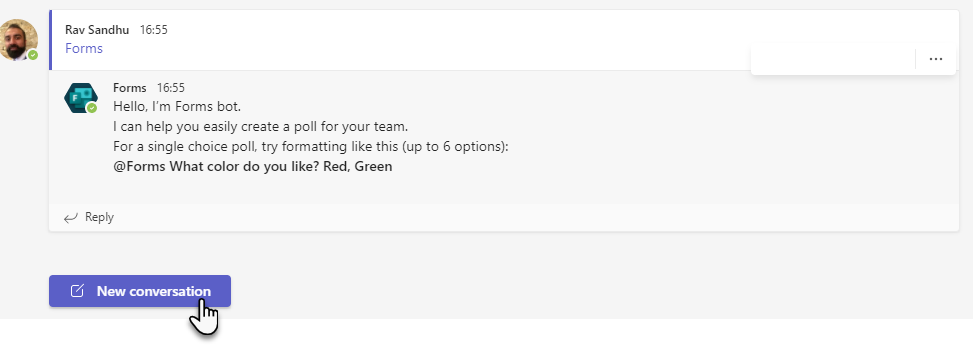 Rav Sandhu 16:55
Forms
...
Forms 16:55
Hello, I'm Forms bot.
I can help you easily create a poll for your team.
For a single choice poll, try formatting like this (up to 6 options):
@Forms What color do you like? Red, Green
Reply
New conversation